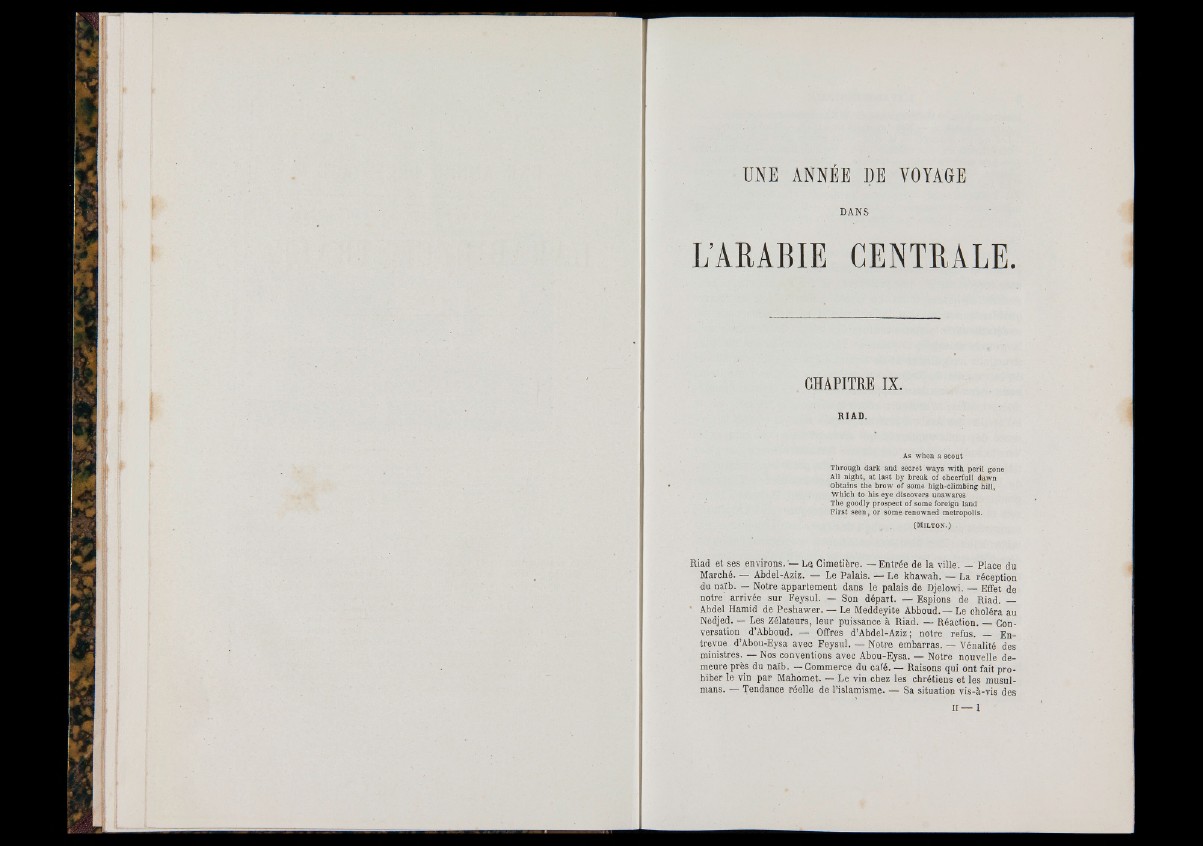 UNE ANNÉE DE VOYAGE
DANS
L'ARABIE CENTRALE.
CHAPITRE IX.
RIAD.
As when a scout
Through dark and secret ways with peril gone
All night, at last by break of cheerfull dawn
Obtains the brow of some high-climbing hill,
Which to his eye discovers unawares
The goodly prospect of some foreign land
First seen, or some renowned metropolis.
(MILTON.)
Riad et ses environs. — Le Cimetière. — Entrée de la ville. — Place du
Marché. — Abdel-Aziz. — Le Palais. — Le khawah. — La réception
du naïb. — Notre appartement dans le palais de Djelowi. — Effet de
notre arrivée sur Feysul. — Son départ. — Espions de Riad. —
Abdel Hamid de Peshawer. — Le Meddeyite Abboud. — Le choléra au
Nedjed. — Les Zélateurs, leur puissance à Riad. — Réaction. — Con-
versation d'Abboud. — Offres d'Abdel-Aziz; notre refus. — En-
trevue d'Abou-Eysa avec Feysul. — Notre embarras. — Vénalité des
ministres. — Nos conventions avec Abou-Eysa. — Notre nouvelle de-
meure près du naïb. — Commerce du café. — Raisons qui ont fait pro-
hiber le vin par Mahomet. — Le vin chez les chrétiens et les musul-
mans. — Tendance réelle de l'islamisme. — Sa situation vis-à-vis des
II — 1